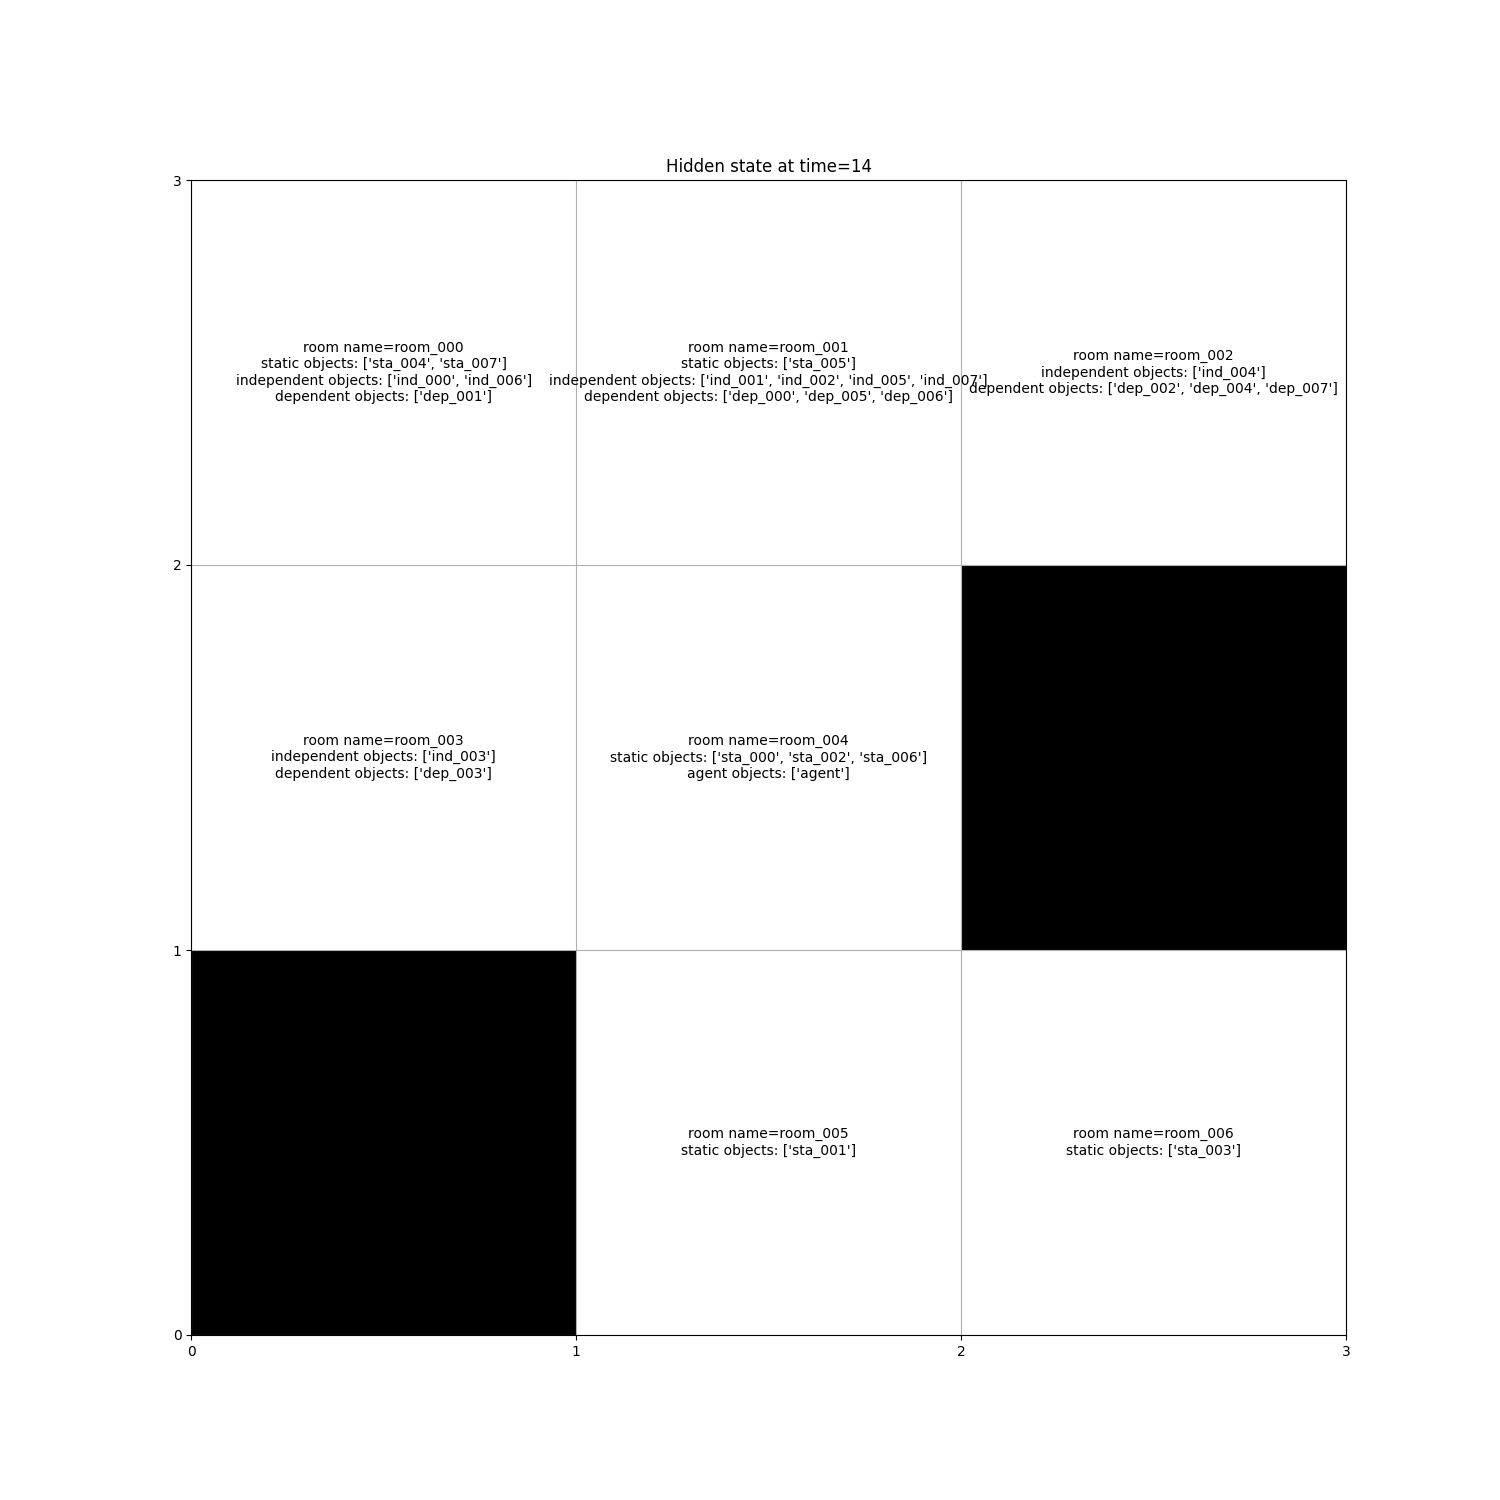 Hidden state at time=14
3
room name=room_000
static objects: ['sta_004', 'sta_007']
independent objects: ['ind_000', 'ind_006']
dependent objects: ['dep_001']
room name=room_001
static objects: ['sta_005']
independent objects: ['ind_001', 'ind_002', 'ind_005', 'ind_007']
dependent objects: ['dep_000', 'dep_005', 'dep_006']
room name=room_002
independent objects: ['ind_004']
dependent objects: ['dep_002', 'dep_004', 'dep_007']
2
room name=room_003
independent objects: ['ind_003']
dependent objects: ['dep_003']
room name=room_004
static objects: ['sta_000', 'sta_002', 'sta_006']
agent objects: ['agent']
1
room name=room_005
static objects: ['sta_001']
room name=room_006
static objects: ['sta_003']
0
0 1 2 3